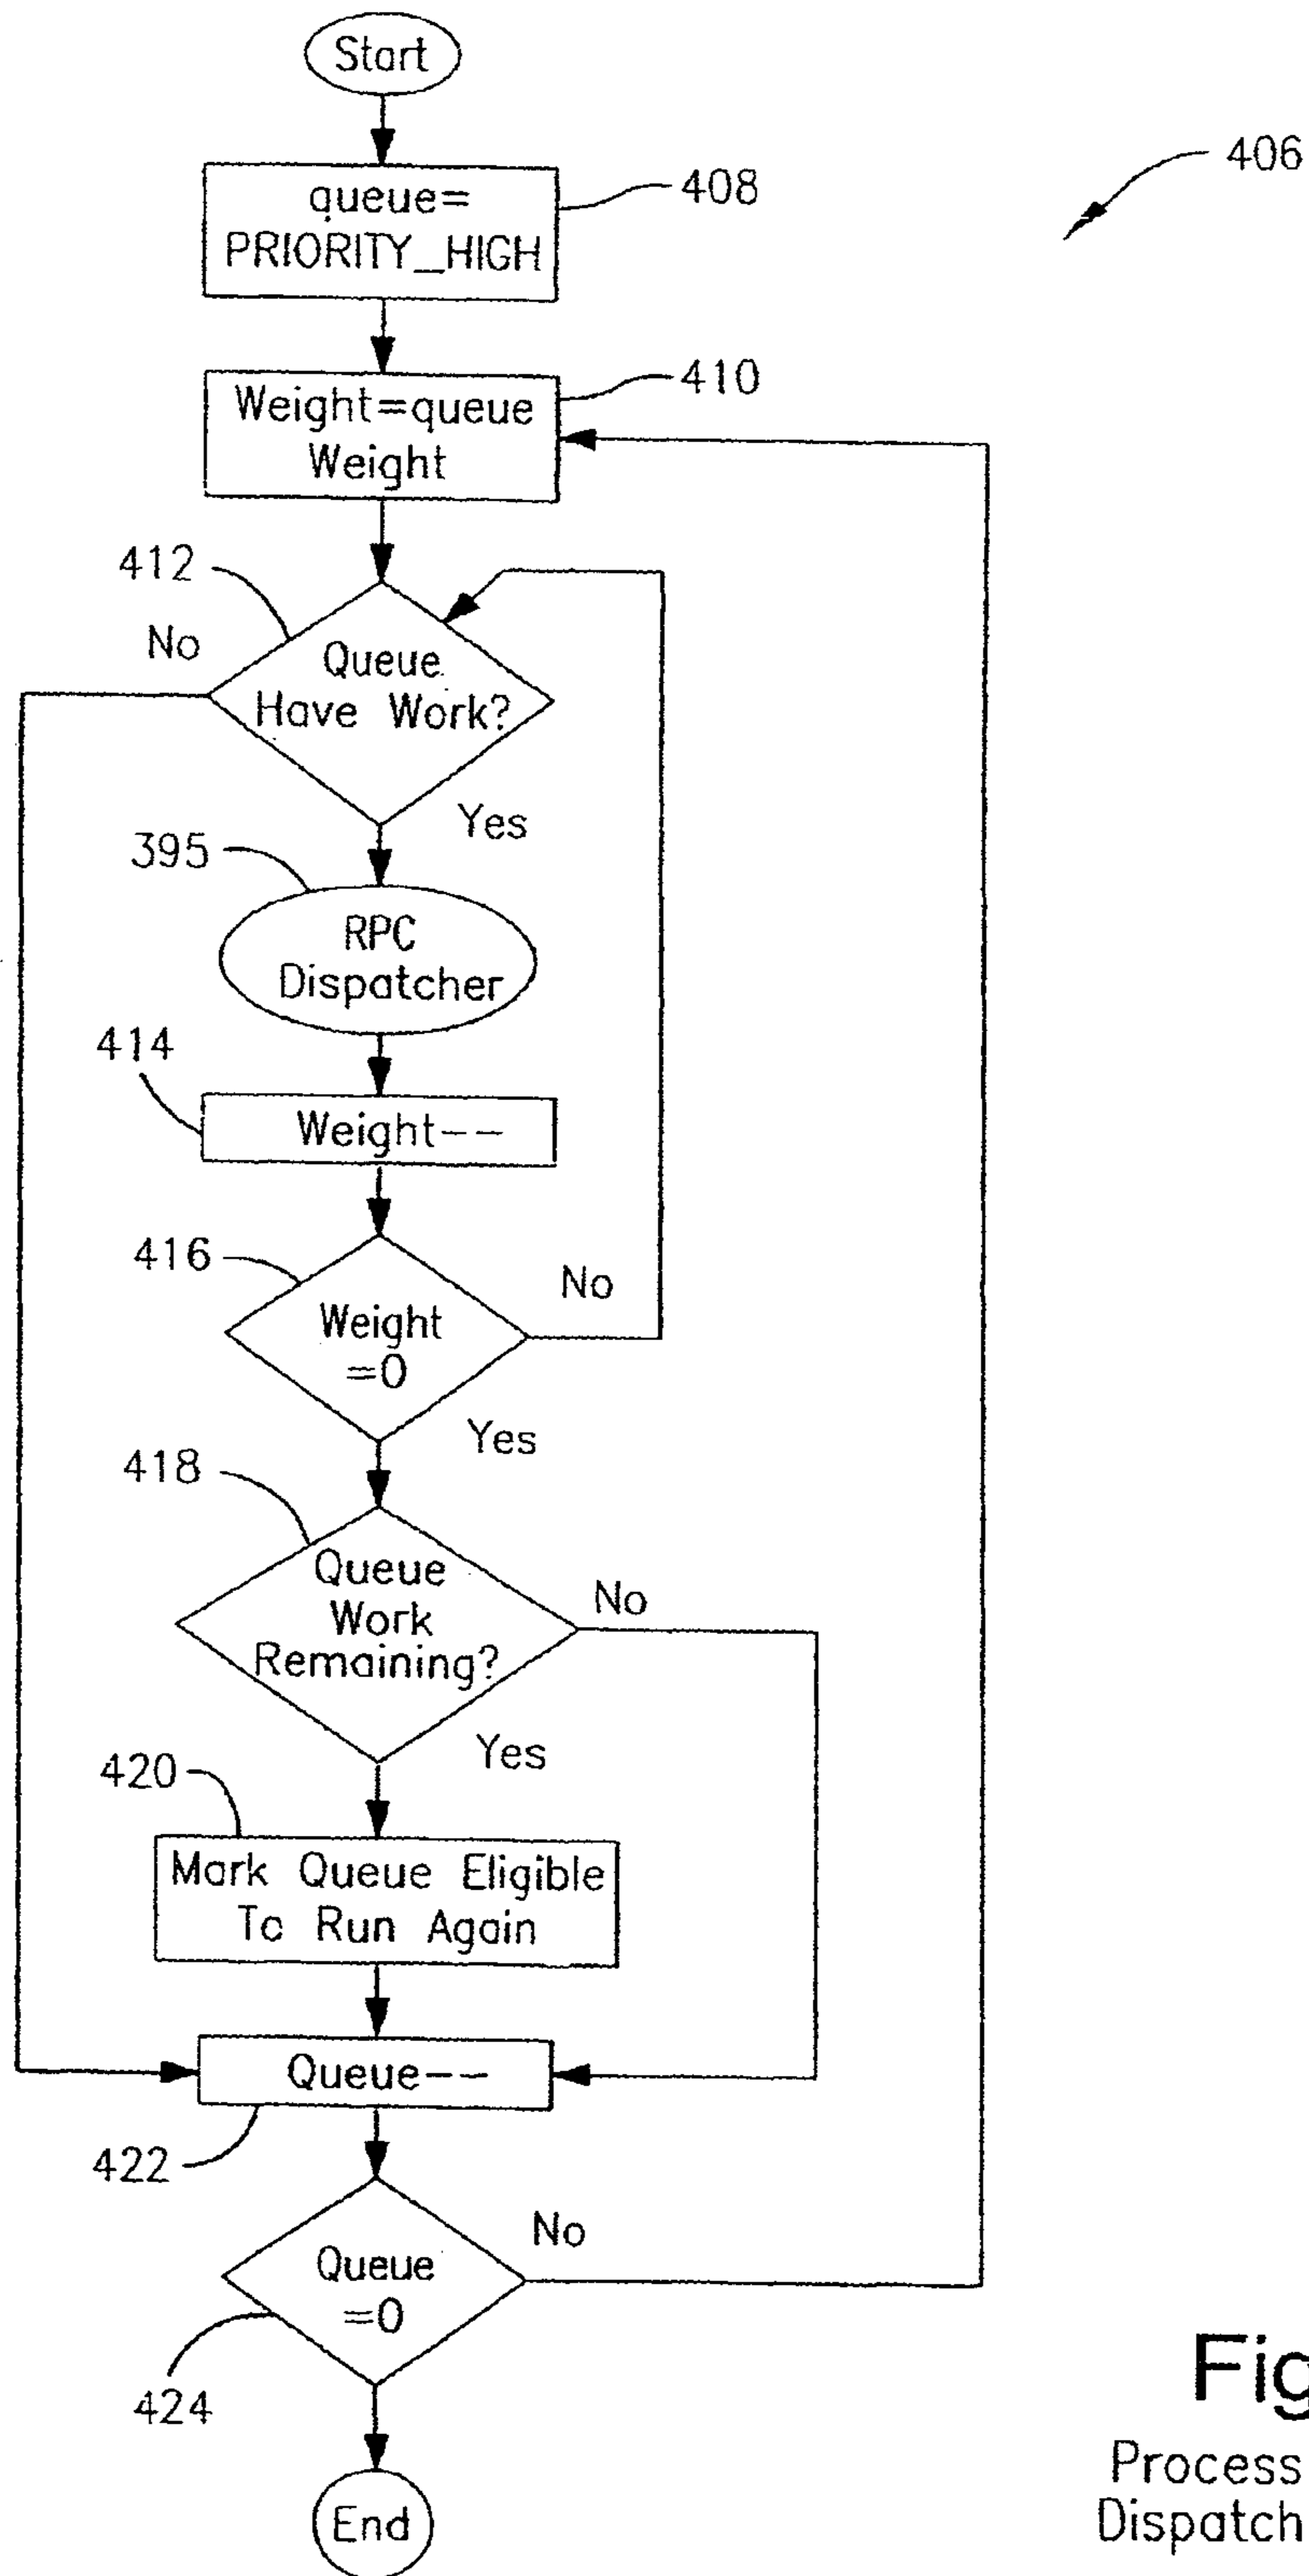 Start
406
queue=
PRIORITY_HIGH
408
Weight=queue
Weight
410
412
No
Queue
Have Work?
Yes
395
RPC
Dispatcher
414
Weight--
416
No
Weight
=0
Yes
418
Queue
Work
Remaining?
No
Yes
420
Mark Queue Eligible
To Run Again
Queue--
422
No
Queue
=0
424
End
Fig
Process
Dispatch